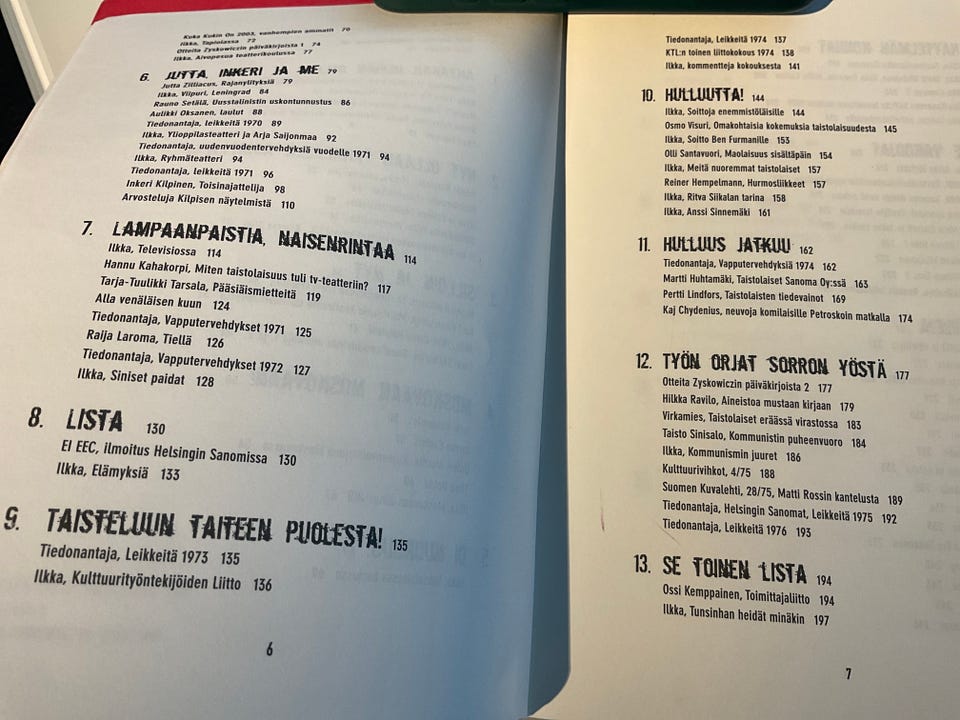 Kuka Kukin On 2003, vanhempien ammatit 70
Ilkka, Tapiolassa 72
Otteita Zyskowiczin päiväkirjoista 1 74
Ilkka, Aivopesua teatterikoulussa 77
6. JUTTA, INKERI JA ME 79
Jutta Zilliacus, Rajanylityksiä 79
Ilkka, Viipuri, Leningrad 84
Rauno Setälä, Uusstalinistin uskontunnustus 86
Aulikki Oksanen, laulut 88
Tiedonantaja, leikkeitä 1970 89
Ilkka, Ylioppilasteatteri ja Arja Saijonmaa 92
Tiedonantaja, uudenvuodentervehdyksiä vuodelle 1971 94
Ilkka, Ryhmäteatteri 94
Tiedonantaja, leikkeitä 1971 96
Inkeri Kilpinen, Toisinajattelija 98
Arvosteluja Kilpisen näytelmistä 110
7. LAMPAANPAISTIA, NAISENRINTAA 114
Ilkka, Televisiossa 114
Hannu Kahakorpi, Miten taistolaisuus tuli tv-teatteriin? 117
Tarja-Tuulikki Tarsala, Pääsiäismietteitä 119
Alla venäläisen kuun 124
Tiedonantaja, Vapputervehdykset 1971 125
Raija Laroma, Tiellä 126
Tiedonantaja, Vapputervehdykset 1972 127
Ilkka, Siniset paidat 128
8. LISTA 130
EI EEC, ilmoitus Helsingin Sanomissa 130
Ilkka, Elämyksiä 133
9. TAISTELUUN TAITEEN PUOLESTA! 135
Tiedonantaja, Leikkeitä 1973 135
Ilkka, Kulttuurityöntekijöiden Liitto 136
6
Tiedonantaja, Leikkeitä 1974 137
KTL:n toinen liittokokous 1974 138
Ilkka, kommentteja kokouksesta 141
10. HULLUUTTA! 144
Ilkka, Soittoja enemmistöläisille 144
Osmo Visuri, Omakohtaisia kokemuksia taistolaisuudesta 145
Ilkka, Soitto Ben Furmanille 153
Olli Santavuori, Maolaisuus sisältäpäin 154
Ilkka, Meitä nuoremmat taistolaiset 157
Reiner Hempelmann, Hurmosliikkeet 157
Ilkka, Ritva Siikalan tarina 158
Ilkka, Anssi Sinnemäki 161
11. HULLUUS JATKUU 162
Tiedonantaja, Vapputervehdyksiä 1974 162
Martti Huhtamäki, Taistolaiset Sanoma Oy:ssä 163
Pertti Lindfors, Taistolaisten tiedevainot 169
Kaj Chydenius, neuvoja komilaisille Petroskoin matkalla 174
12. TYÖN ORJAT SORRON YÖSTÄ 177
Otteita Zyskowiczin päiväkirjoista 2 177
Hilkka Ravilo, Aineistoa mustaan kirjaan 179
Virkamies, Taistolaiset eräässä virastossa 183
Taisto Sinisalo, Kommunistin puheenvuoro 184
Ilkka, Kommunismin juuret 186
Kulttuurivihkot, 4/75 188
Suomen Kuvalehti, 28/75, Matti Rossin kantelusta 189
Tiedonantaja, Helsingin Sanomat, Leikkeitä 1975 192
Tiedonantaja, Leikkeitä 1976 193
13. SE TOINEN LISTA 194
Ossi Kemppainen, Toimittajaliitto 194
Ilkka, Tunsinhan heidät minäkin 197
7